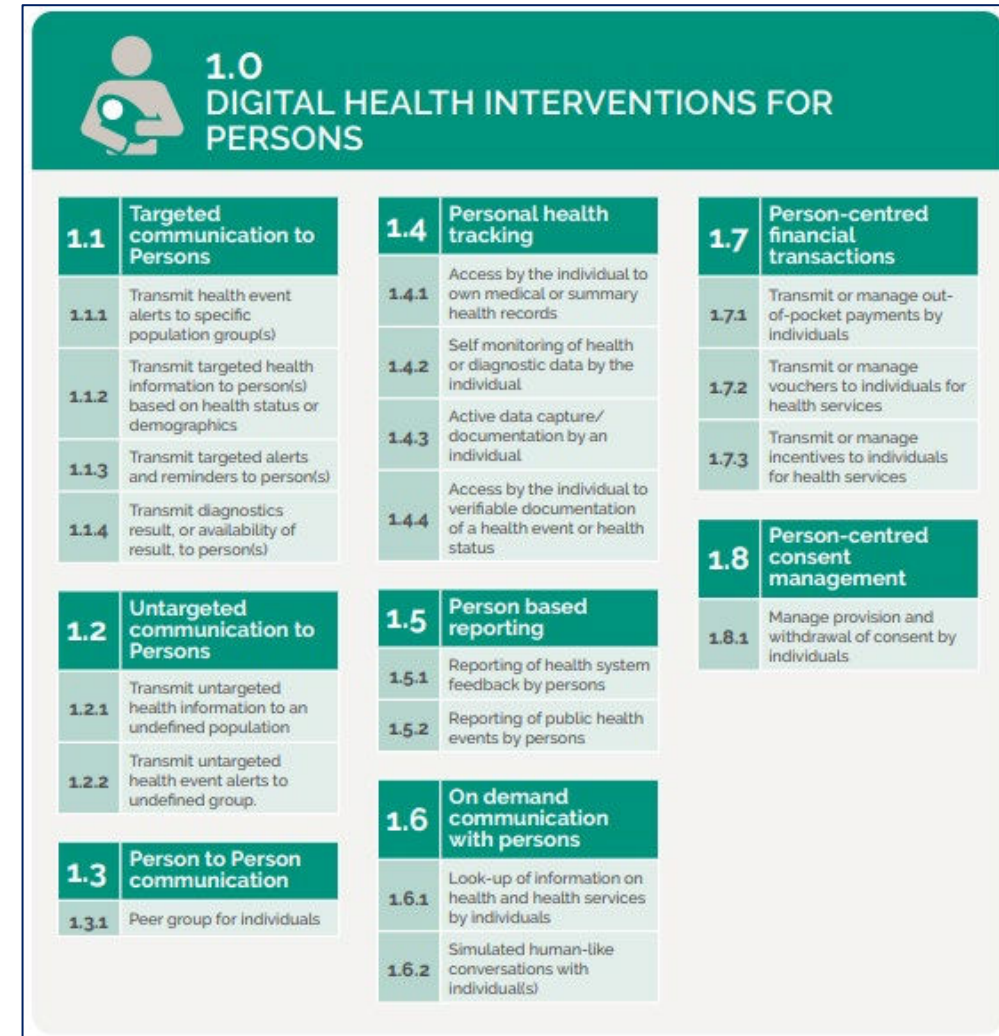 1.0
DIGITAL HEALTH INTERVENTIONS FOR
PERSONS
1.1
Targeted
communication to
Persons
1.1.1
Transmit health event
alerts to specific
population group(s)
1.1.2
Transmit targeted health
information to person(s)
based on health status or
demographics
1.1.3
Transmit targeted alerts
and reminders to person(s)
1.1.4
Transmit diagnostics
result, or availability of
result, to person(s)
1.2
Untargeted
communication to
Persons
1.2.1
Transmit untargeted
health information to an
undefined population
1.2.2
Transmit untargeted
health event alerts to
undefined group.
1.3
Person to Person
communication
1.3.1
Peer group for individuals
1.4
Personal health
tracking
1.4.1
Access by the individual to
own medical or summary
health records
1.4.2
Self monitoring of health
or diagnostic data by the
individual
1.4.3
Active data capture/
documentation by an
individual
1.4.4
Access by the individual to
verifiable documentation
of a health event or health
status
1.5
Person based
reporting
1.5.1
Reporting of health system
feedback by persons
1.5.2
Reporting of public health
events by persons
1.6
On demand
communication
with persons
1.6.1
Look-up of information on
health and health services
by individuals
1.6.2
Simulated human-like
conversations with
individual(s)
1.7
Person-centred
financial
transactions
1.7.1
Transmit or manage out-
of-pocket payments by
individuals
1.7.2
Transmit or manage
vouchers to individuals for
health services
1.7.3
Transmit or manage
incentives to individuals
for health services
1.8
Person-centred
consent
management
1.8.1
Manage provision and
withdrawal of consent by
individuals